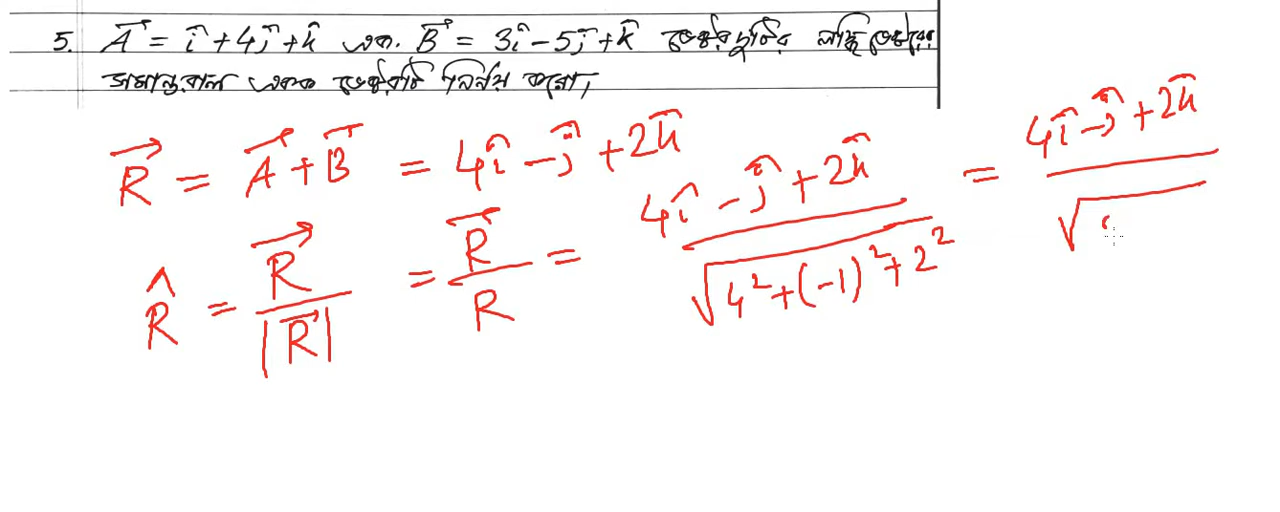 5. A⃗ = î + 4ĵ + k̂ এবং B⃗ = 3î - 5ĵ + k̂ ভেক্টর দুটির লব্ধি ভেক্টরের
সমান্তরাল একক ভেক্টরটি নির্ণয় করো।
R⃗ = A⃗ + B⃗ = 4î - ĵ + 2k̂
R̂ = R⃗/|R⃗| = R⃗/R = (4î - ĵ + 2k̂)/√(4² + (-1)² + 2²) = (4î - ĵ + 2k̂)/√